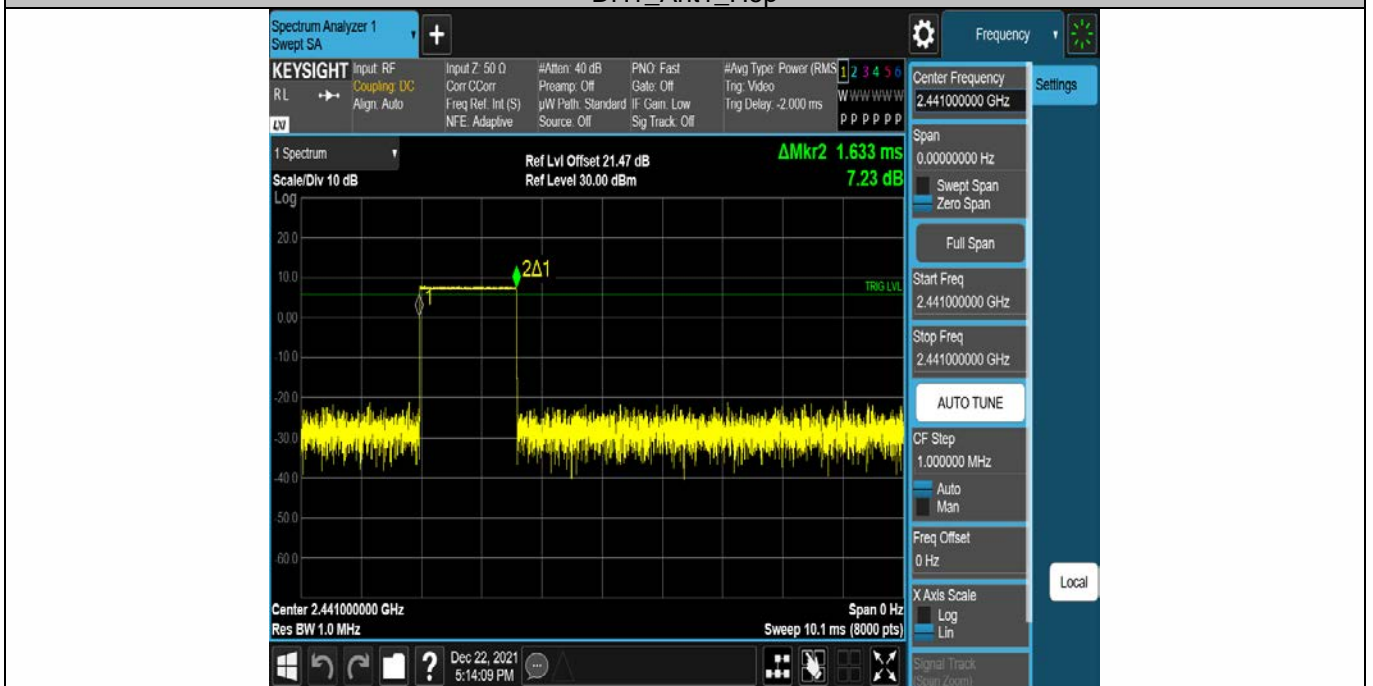 Spectrum Analyzer 1
Swept SA
+
Frequency
KEYSIGHT
RL
LXI
Input: RF
Coupling: DC
Align: Auto
Input Z: 50 Ω
Corr CCorr
Freq Ref: Int (S)
NFE: Adaptive
#Atten: 40 dB
Preamp: Off
µW Path: Standard
Source: Off
PNO: Fast
Gate: Off
IF Gain: Low
Sig Track: Off
#Avg Type: Power (RMS
Trig: Video
Trig Delay: -2.000 ms
1 2 3 4 5 6
W W W W W W
P P P P P P
1 Spectrum
Scale/Div 10 dB
Log
Ref Lvl Offset 21.47 dB
Ref Level 30.00 dBm
ΔMkr2 1.633 ms
7.23 dB
20.0
10.0
0.00
-10.0
-20.0
-30.0
-40.0
-50.0
-60.0
2Δ1
1
TRIG LVL
Center 2.441000000 GHz
Res BW 1.0 MHz
Span 0 Hz
Sweep 10.1 ms (8000 pts)
?
Dec 22, 2021
5:14:09 PM
Center Frequency
2.441000000 GHz
Span
0.00000000 Hz
Swept Span
Zero Span
Full Span
Start Freq
2.441000000 GHz
Stop Freq
2.441000000 GHz
AUTO TUNE
CF Step
1.000000 MHz
Auto
Man
Freq Offset
0 Hz
X Axis Scale
Log
Lin
Signal Track
(Span Zoom)
Settings
Local